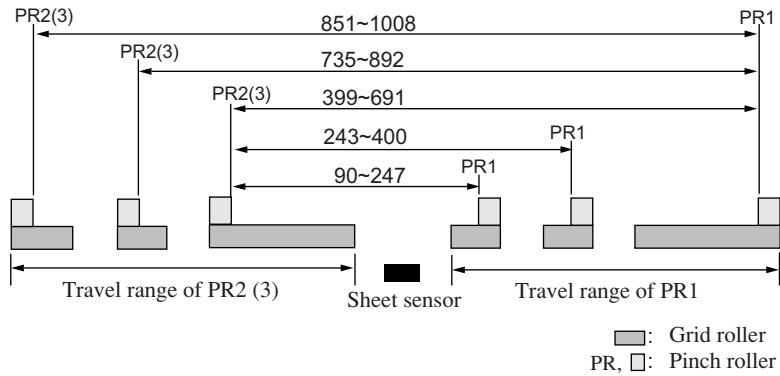 PR2(3)
851~1008
PR1
PR2(3)
735~892
PR2(3)
399~691
243~400
PR1
90~247
PR1
Travel range of PR2 (3)
Sheet sensor
Travel range of PR1
: Grid roller
PR, : Pinch roller